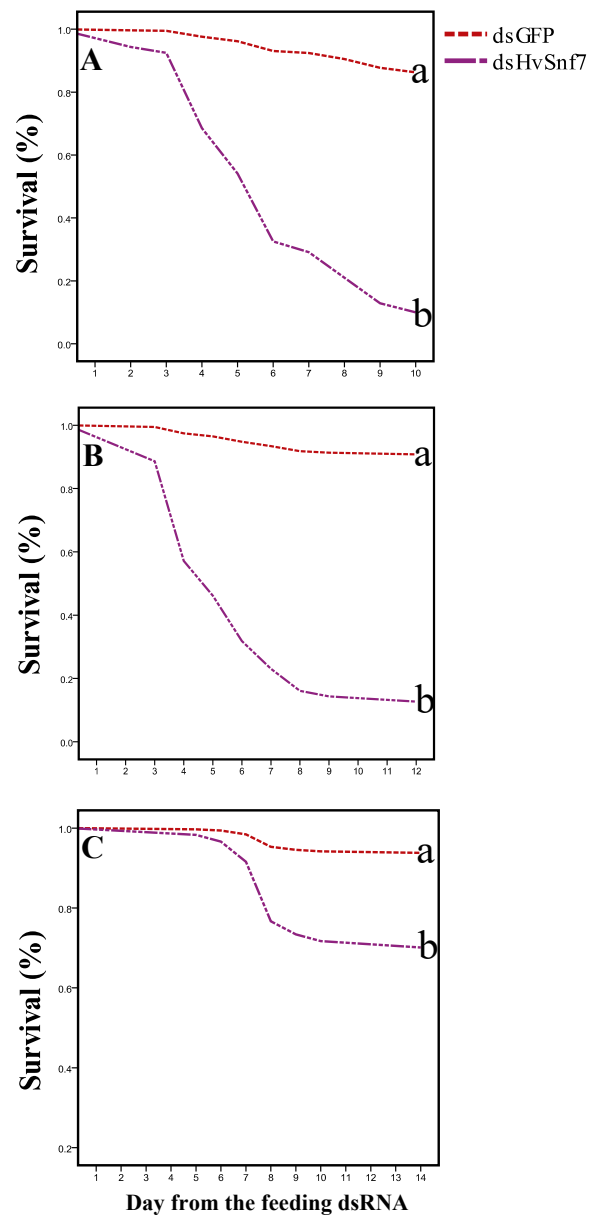 dsGFP
dsHvSnf7
A
Survival (%)
1.0
0.8
0.6
0.4
0.2
0.0
a
b
1 2 3 4 5 6 7 8 9 10
B
Survival (%)
1.0
0.8
0.6
0.4
0.2
0.0
a
b
1 2 3 4 5 6 7 8 9 10 11 12
C
Survival (%)
1.0
0.8
0.6
0.4
0.2
a
b
1 2 3 4 5 6 7 8 9 10 11 12 13 14
Day from the feeding dsRNA